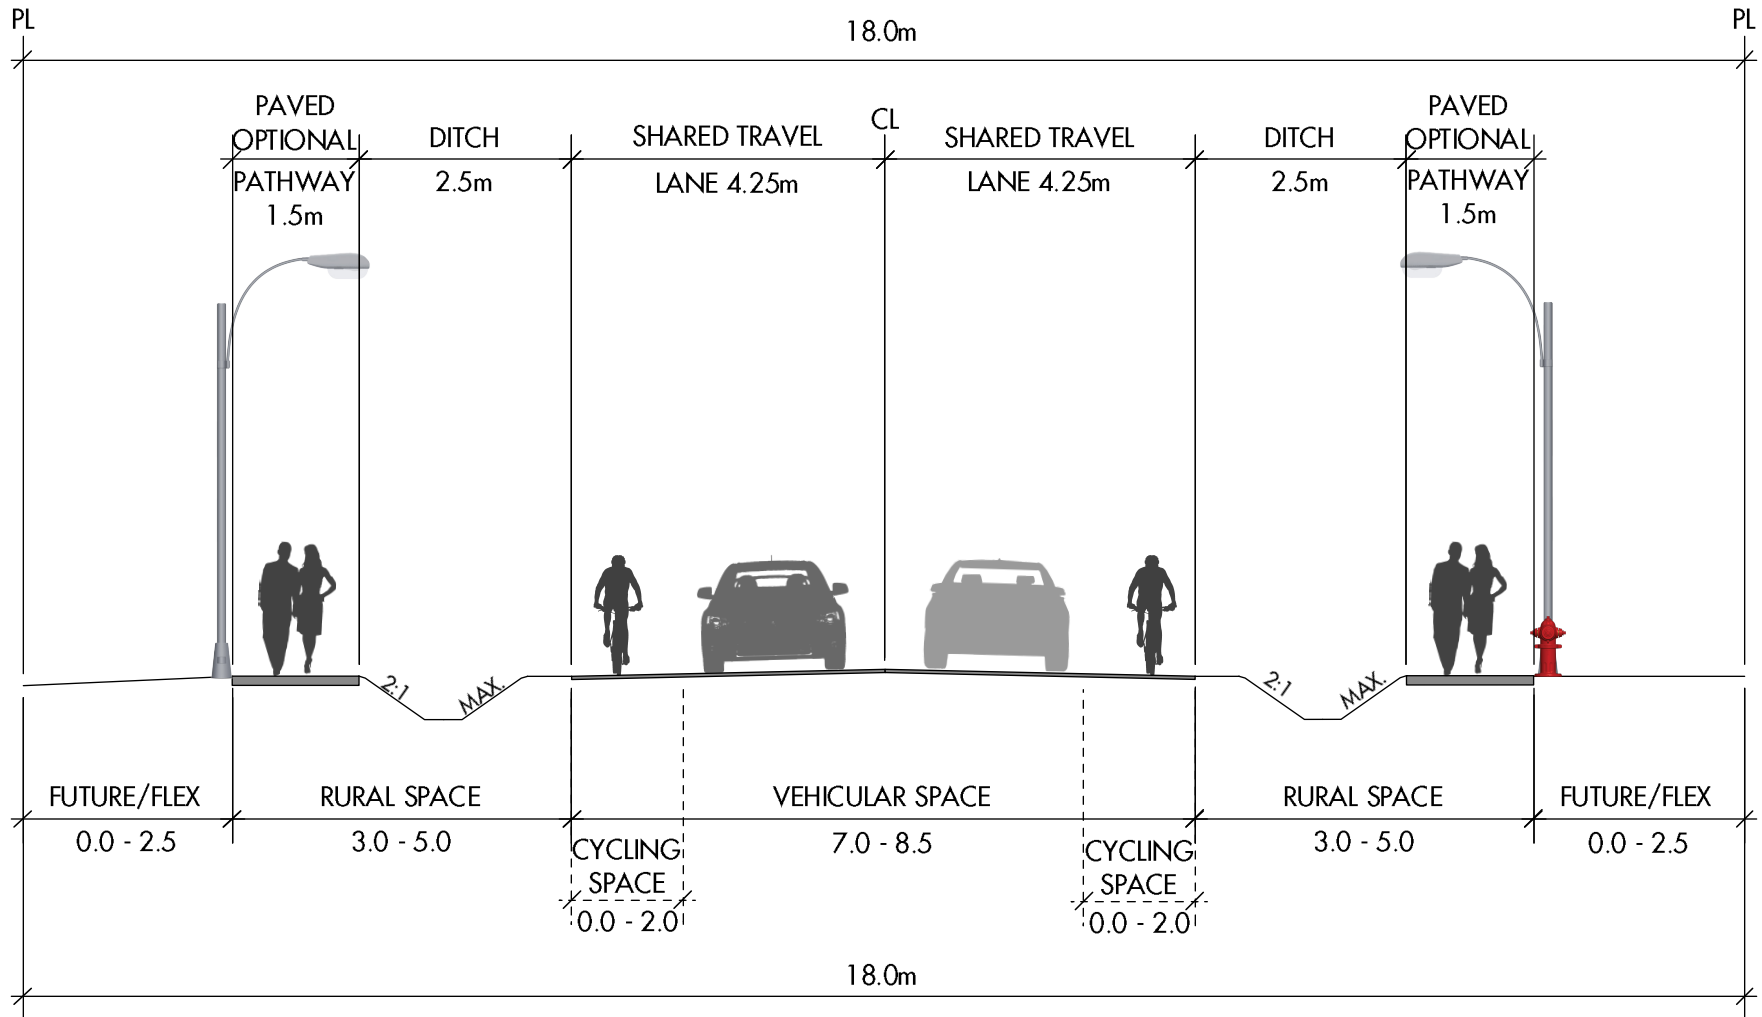 PL
18.0m
PL
PAVED
OPTIONAL
PATHWAY
1.5m
DITCH
2.5m
SHARED TRAVEL
LANE 4.25m
CL
SHARED TRAVEL
LANE 4.25m
DITCH
2.5m
PAVED
OPTIONAL
PATHWAY
1.5m
2:1
MAX.
2:1
MAX.
FUTURE/FLEX
0.0 - 2.5
RURAL SPACE
3.0 - 5.0
VEHICULAR SPACE
7.0 - 8.5
RURAL SPACE
3.0 - 5.0
FUTURE/FLEX
0.0 - 2.5
CYCLING
SPACE
0.0 - 2.0
CYCLING
SPACE
0.0 - 2.0
18.0m